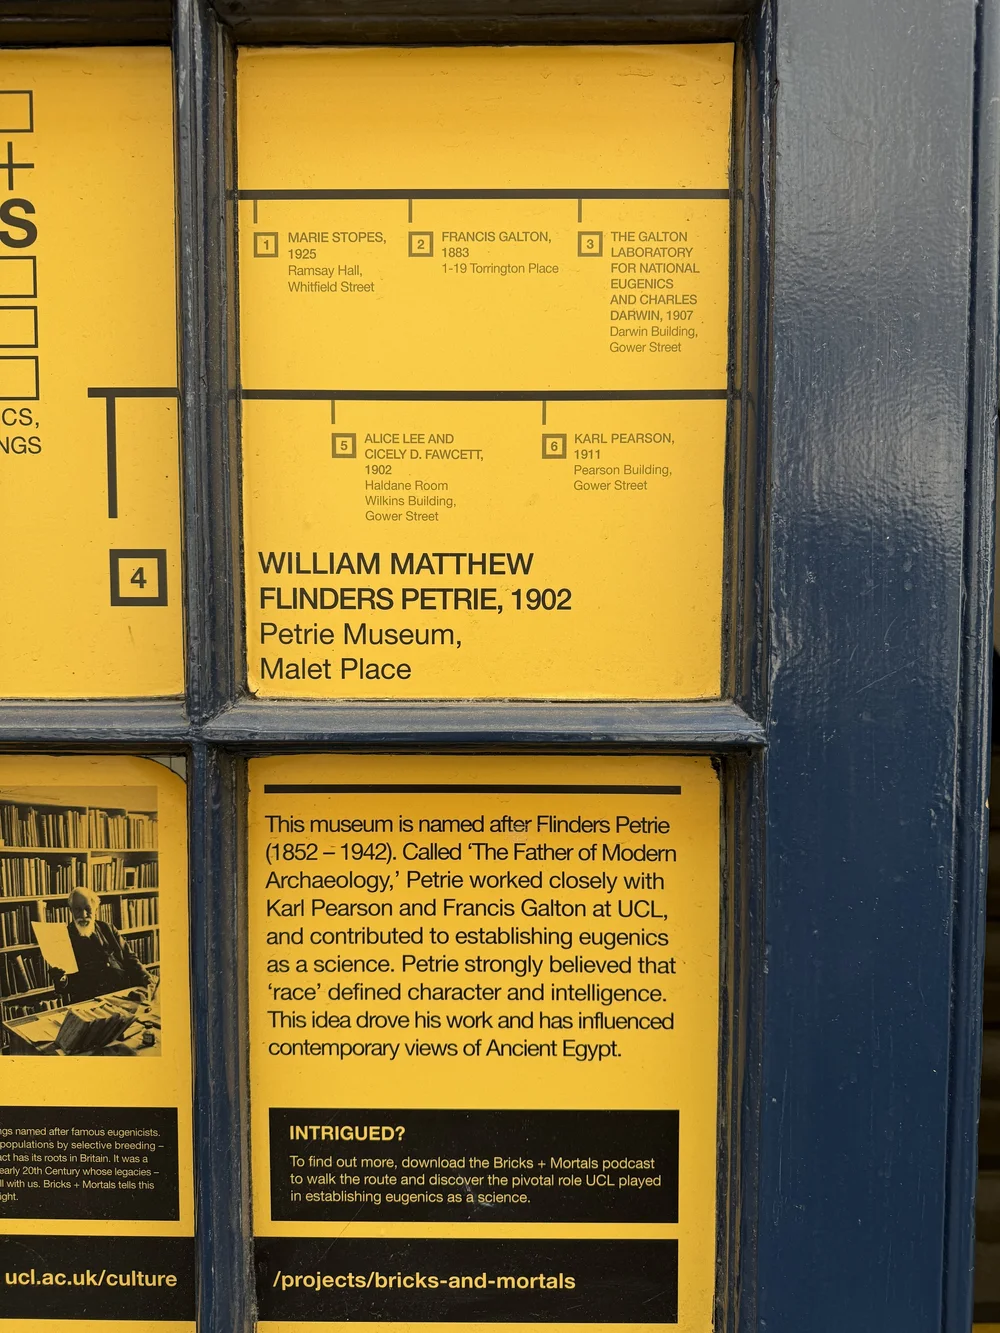 +
S
CS,
NGS
1
MARIE STOPES,
1925
Ramsay Hall,
Whitfield Street
2
FRANCIS GALTON,
1883
1-19 Torrington Place
3
THE GALTON
LABORATORY
FOR NATIONAL
EUGENICS
AND CHARLES
DARWIN, 1907
Darwin Building,
Gower Street
5
ALICE LEE AND
CICELY D. FAWCETT,
1902
Haldane Room
Wilkins Building,
Gower Street
6
KARL PEARSON,
1911
Pearson Building,
Gower Street
4
WILLIAM MATTHEW
FLINDERS PETRIE, 1902
Petrie Museum,
Malet Place
This museum is named after Flinders Petrie
(1852 – 1942). Called ‘The Father of Modern
Archaeology,’ Petrie worked closely with
Karl Pearson and Francis Galton at UCL,
and contributed to establishing eugenics
as a science. Petrie strongly believed that
‘race’ defined character and intelligence.
This idea drove his work and has influenced
contemporary views of Ancient Egypt.
ngs named after famous eugenicists.
populations by selective breeding –
act has its roots in Britain. It was a
early 20th Century whose legacies –
ll with us. Bricks + Mortals tells this
ight.
INTRIGUED?
To find out more, download the Bricks + Mortals podcast
to walk the route and discover the pivotal role UCL played
in establishing eugenics as a science.
ucl.ac.uk/culture
/projects/bricks-and-mortals